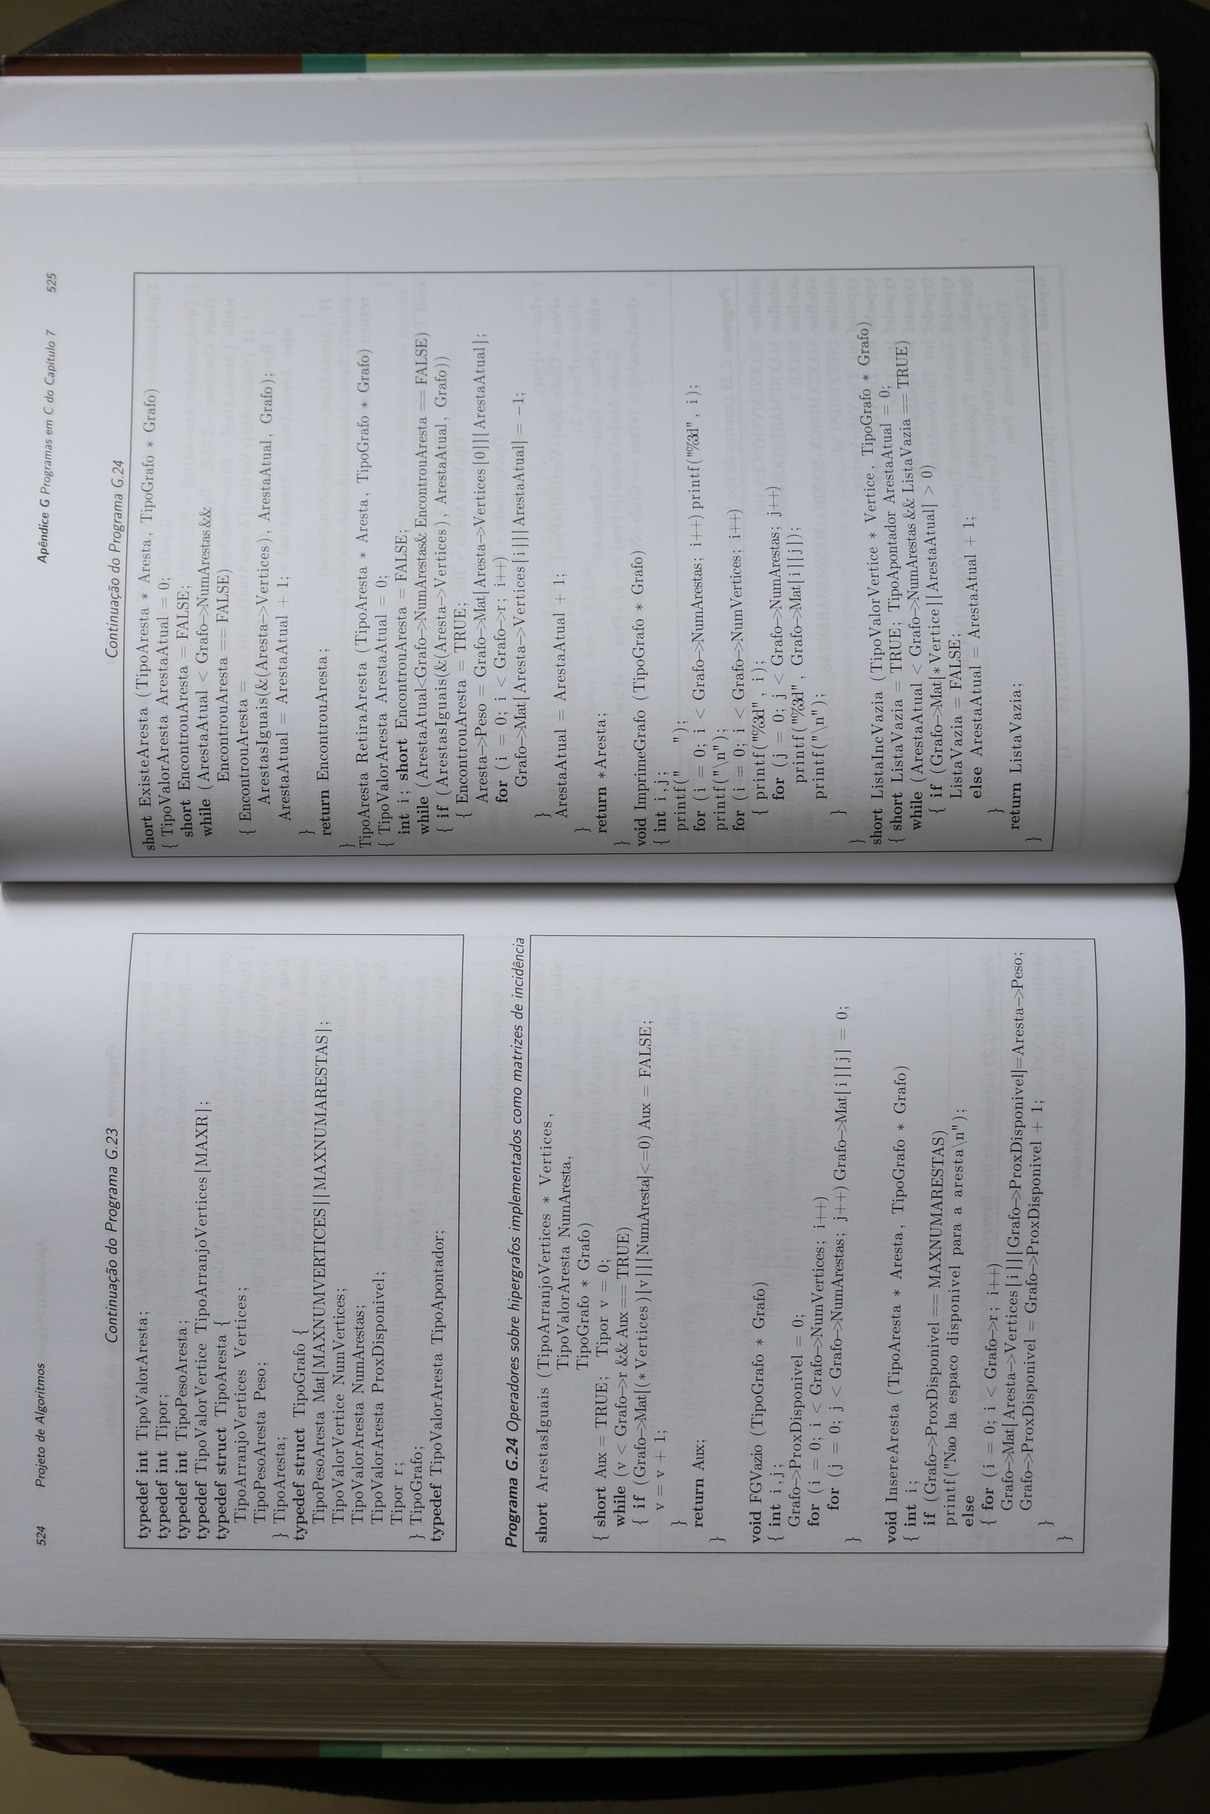 524 Projeto de Algoritmos
Continuação do Programa G.23
typedef int TipoValorAresta;
typedef int Tipor;
typedef int TipoPesoAresta;
typedef TipoValorVertice TipoArranjoVertices[MAXR];
typedef struct TipoAresta {
TipoArranjoVertices Vertices;
TipoPesoAresta Peso;
} TipoAresta;
typedef struct TipoGrafo {
TipoPesoAresta Mat[MAXNUMVERTICES][MAXNUMARESTAS];
TipoValorVertice NumVertices;
TipoValorAresta NumArestas;
TipoValorAresta ProxDisponivel;
Tipor r;
} TipoGrafo;
typedef TipoValorAresta TipoApontador;
Programa G.24 Operadores sobre hipergrafos implementados como matrizes de incidência
short ArestasIguais (TipoArranjoVertices * Vertices,
TipoValorAresta NumAresta,
TipoGrafo * Grafo)
{ short Aux = TRUE; Tipor v = 0;
while (v < Grafo->r && Aux == TRUE)
{ if (Grafo->Mat[(*Vertices)[v]][NumAresta]<=0) Aux = FALSE;
v = v + 1;
}
return Aux;
}
void FGVazio (TipoGrafo * Grafo)
{ int i,j;
Grafo->ProxDisponivel = 0;
for (i = 0; i < Grafo->NumVertices; i++)
for (j = 0; j < Grafo->NumArestas; j++) Grafo->Mat[i][j] = 0;
}
void InsereAresta (TipoAresta * Aresta, TipoGrafo * Grafo)
{ int i;
if (Grafo->ProxDisponivel == MAXNUMARESTAS)
printf("Nao ha espaco disponivel para a aresta\n");
else
{ for (i = 0; i < Grafo->r; i++)
Grafo->Mat[Aresta->Vertices[i]][Grafo->ProxDisponivel]=Aresta->Peso;
Grafo->ProxDisponivel = Grafo->ProxDisponivel + 1;
}
}
Apêndice G Programas em C do Capítulo 7 525
Continuação do Programa G.24
short ExisteAresta (TipoAresta * Aresta, TipoGrafo * Grafo)
{ TipoValorAresta ArestaAtual = 0;
short EncontrouAresta = FALSE;
while (ArestaAtual < Grafo->NumArestas&&
EncontrouAresta == FALSE)
{ EncontrouAresta =
ArestasIguais(&(Aresta->Vertices), ArestaAtual, Grafo);
ArestaAtual = ArestaAtual + 1;
}
return EncontrouAresta;
}
TipoAresta RetiraAresta (TipoAresta * Aresta, TipoGrafo * Grafo)
{ TipoValorAresta ArestaAtual = 0;
int i; short EncontrouAresta = FALSE;
while (ArestaAtual<Grafo->NumArestas& EncontrouAresta == FALSE)
{ if (ArestasIguais(&(Aresta->Vertices), ArestaAtual, Grafo))
{ EncontrouAresta = TRUE;
Aresta->Peso = Grafo->Mat[Aresta->Vertices[0]][ArestaAtual];
for (i = 0; i < Grafo->r; i++)
Grafo->Mat[Aresta->Vertices[i]][ArestaAtual] = -1;
}
ArestaAtual = ArestaAtual + 1;
}
return *Aresta;
}
void ImprimeGrafo (TipoGrafo * Grafo)
{ int i,j;
printf("   ");
for (i = 0; i < Grafo->NumArestas; i++) printf("%3d", i);
printf("\n");
for (i = 0; i < Grafo->NumVertices; i++)
{ printf("%3d", i);
for (j = 0; j < Grafo->NumArestas; j++)
printf("%3d", Grafo->Mat[i][j]);
printf("\n");
}
}
short ListaIncVazia (TipoValorVertice * Vertice, TipoGrafo * Grafo)
{ short ListaVazia = TRUE; TipoApontador ArestaAtual = 0;
while (ArestaAtual < Grafo->NumArestas && ListaVazia == TRUE)
{ if (Grafo->Mat[*Vertice][ArestaAtual] > 0)
ListaVazia = FALSE;
else ArestaAtual = ArestaAtual + 1;
}
return ListaVazia;
}